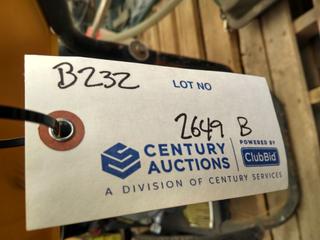 B232
LOT NO
2649 B
CENTURY AUCTIONS
POWERED BY
ClubBid
A DIVISION OF CENTURY SERVICES